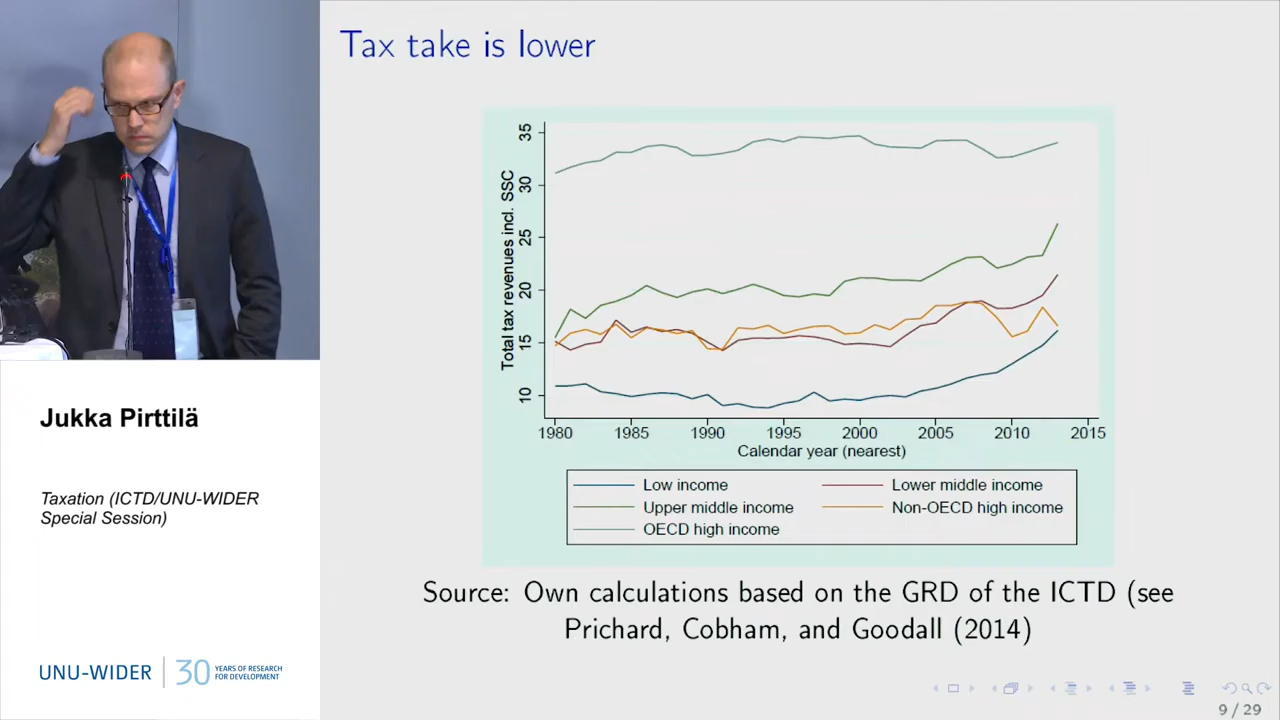 Tax take is lower
35
30
25
20
15
10
Total tax revenues incl. SSC
1980 1985 1990 1995 2000 2005 2010 2015
Calendar year (nearest)
Low income
Lower middle income
Upper middle income
Non-OECD high income
OECD high income
Source: Own calculations based on the GRD of the ICTD (see
Prichard, Cobham, and Goodall (2014)
9 / 29
Jukka Pirttilä
Taxation (ICTD/UNU-WIDER
Special Session)
UNU-WIDER
30 YEARS OF RESEARCH
FOR DEVELOPMENT